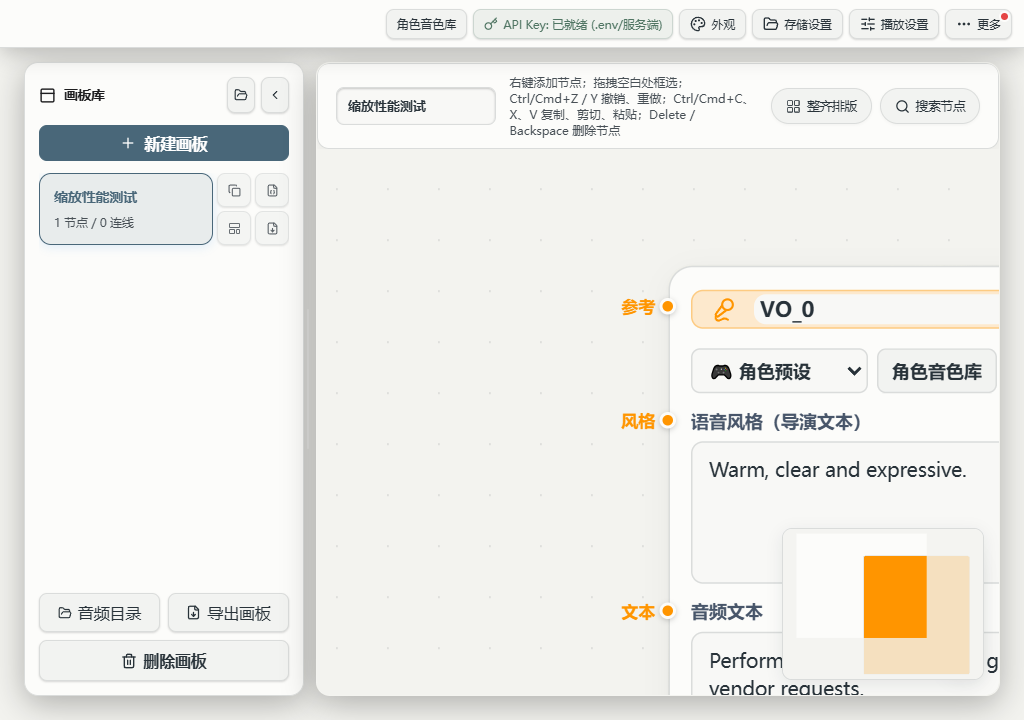 角色音色库
API Key: 已就绪 (.env/服务端)
外观
存储设置
播放设置
更多
画板库
新建画板
缩放性能测试
1 节点 / 0 连线
音频目录
导出画板
删除画板
缩放性能测试
右键添加节点；拖拽空白处框选；
Ctrl/Cmd+Z / Y 撤销、重做；Ctrl/Cmd+C、
X、V 复制、剪切、粘贴；Delete /
Backspace 删除节点
整齐排版
搜索节点
参考
VO_0
角色预设
角色音色库
风格
语音风格（导演文本）
Warm, clear and expressive.
文本
音频文本
Perform
vendor requests.